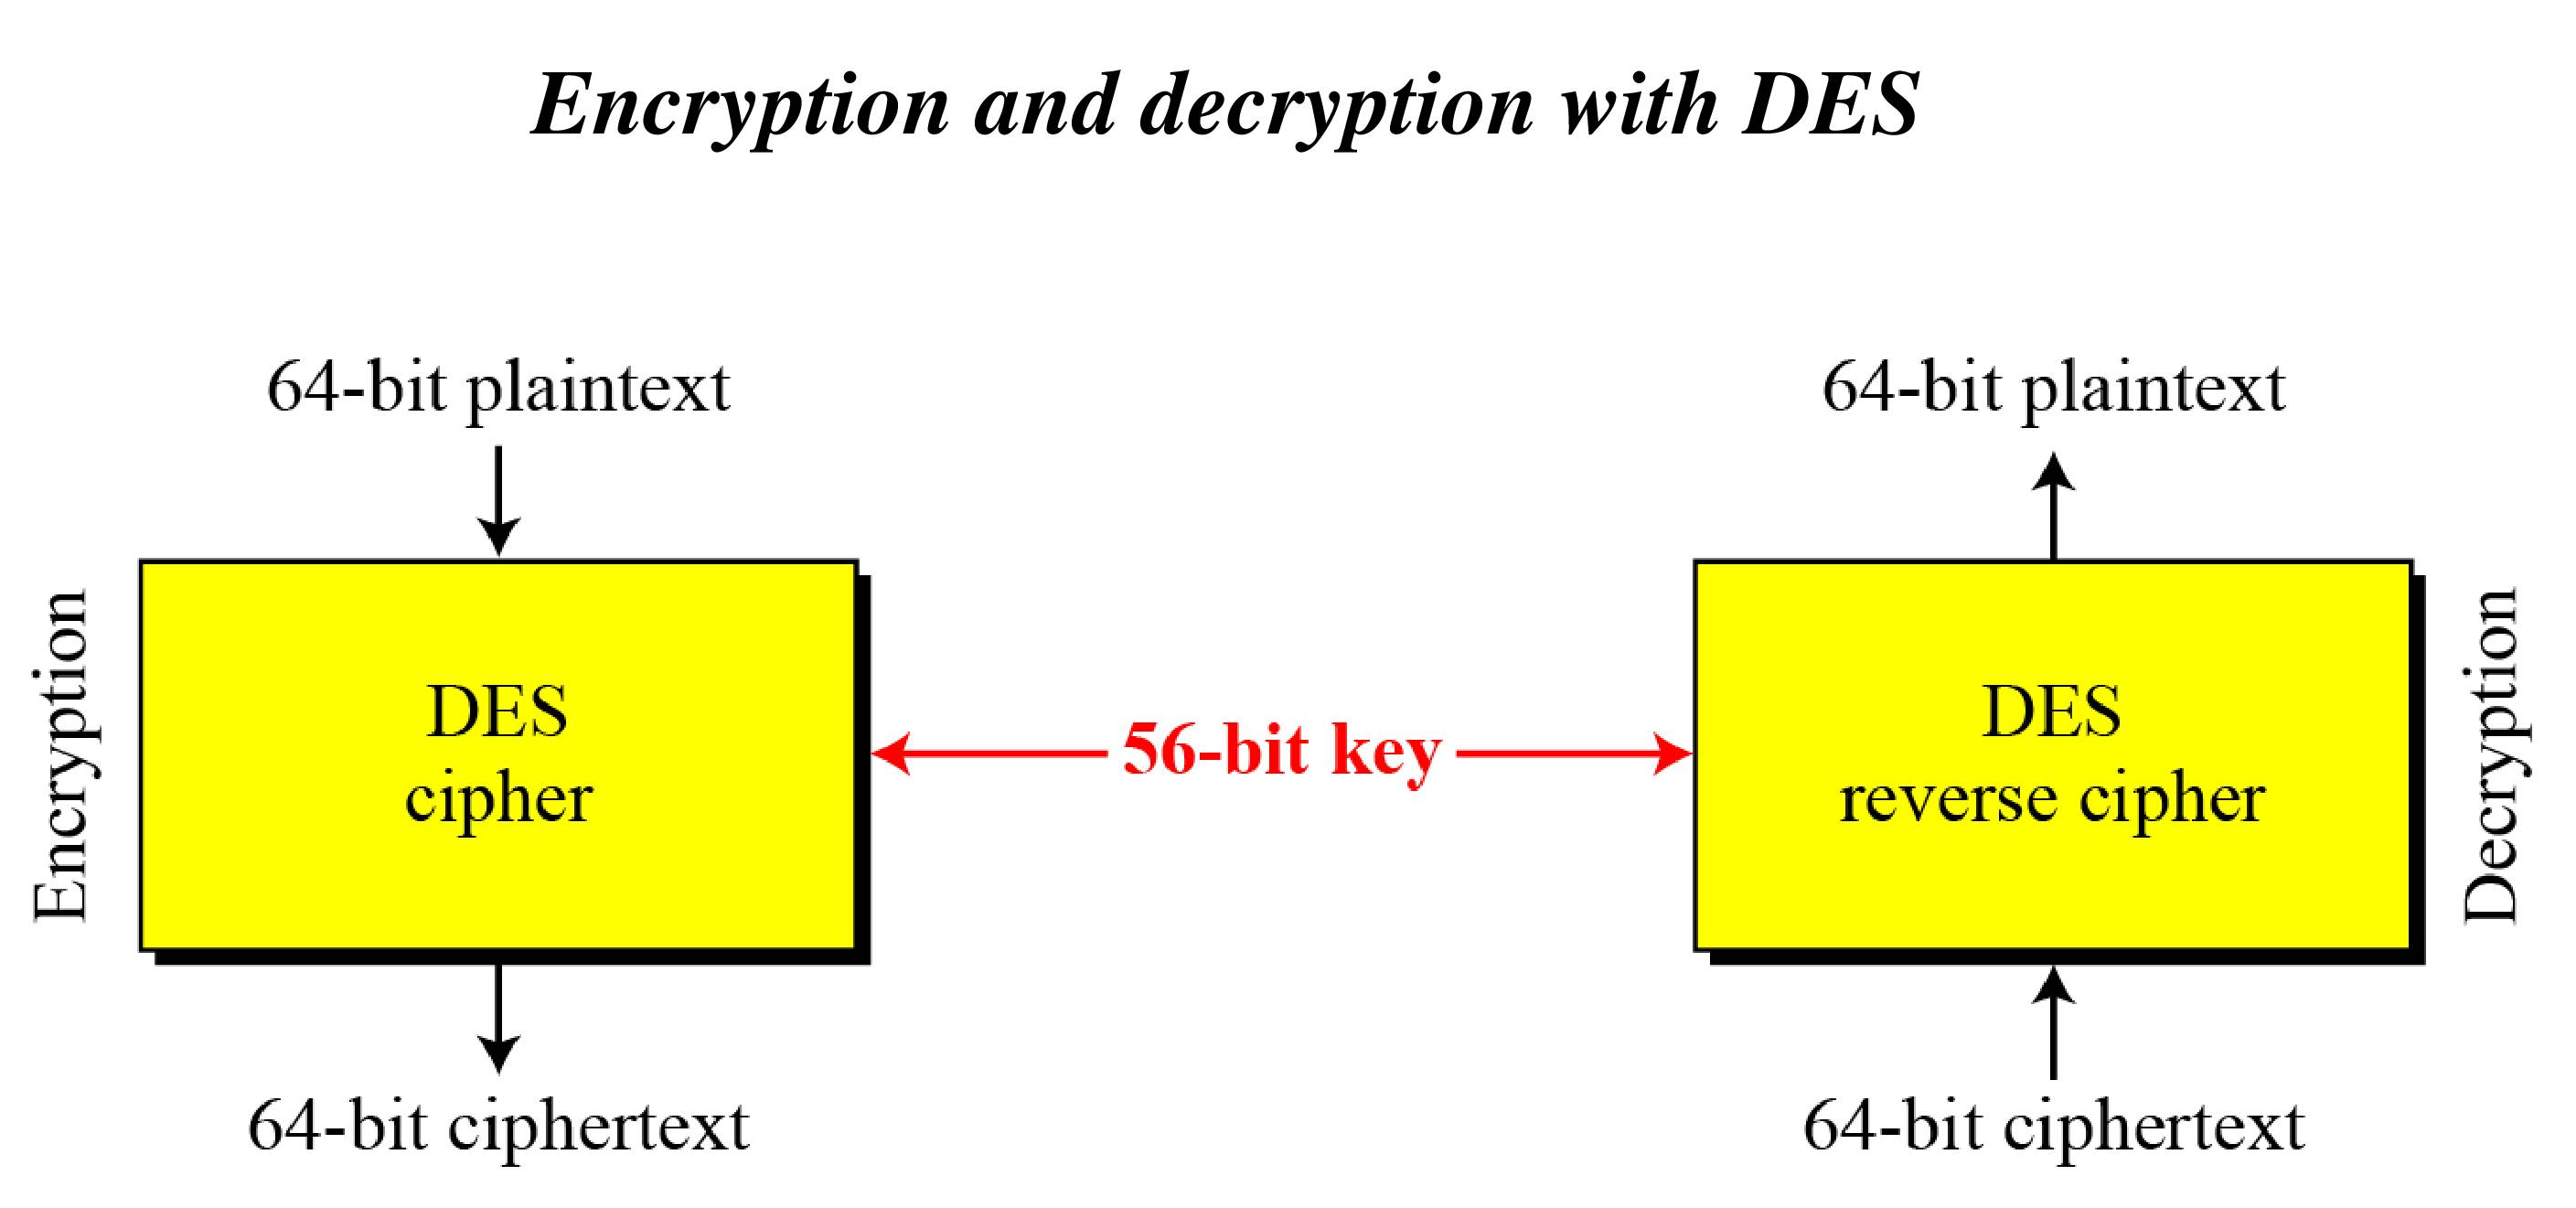 Encryption and decryption with DES
64-bit plaintext
64-bit plaintext
Encryption
DES
cipher
56-bit key
DES
reverse cipher
Decryption
64-bit ciphertext
64-bit ciphertext